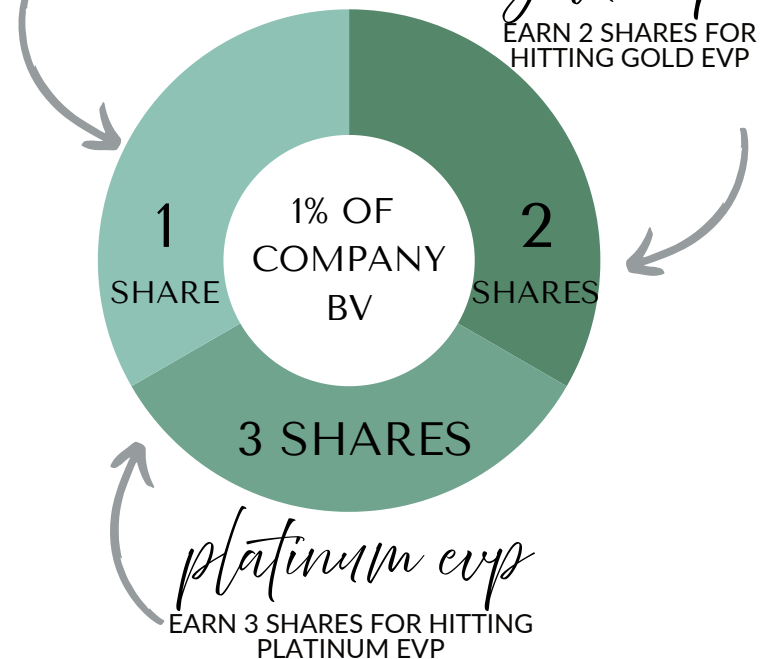 EARN 2 SHARES FOR
HITTING GOLD EVP
1% OF
COMPANY
BV
1
SHARE
2
SHARES
3 SHARES
platinum evp
EARN 3 SHARES FOR HITTING
PLATINUM EVP